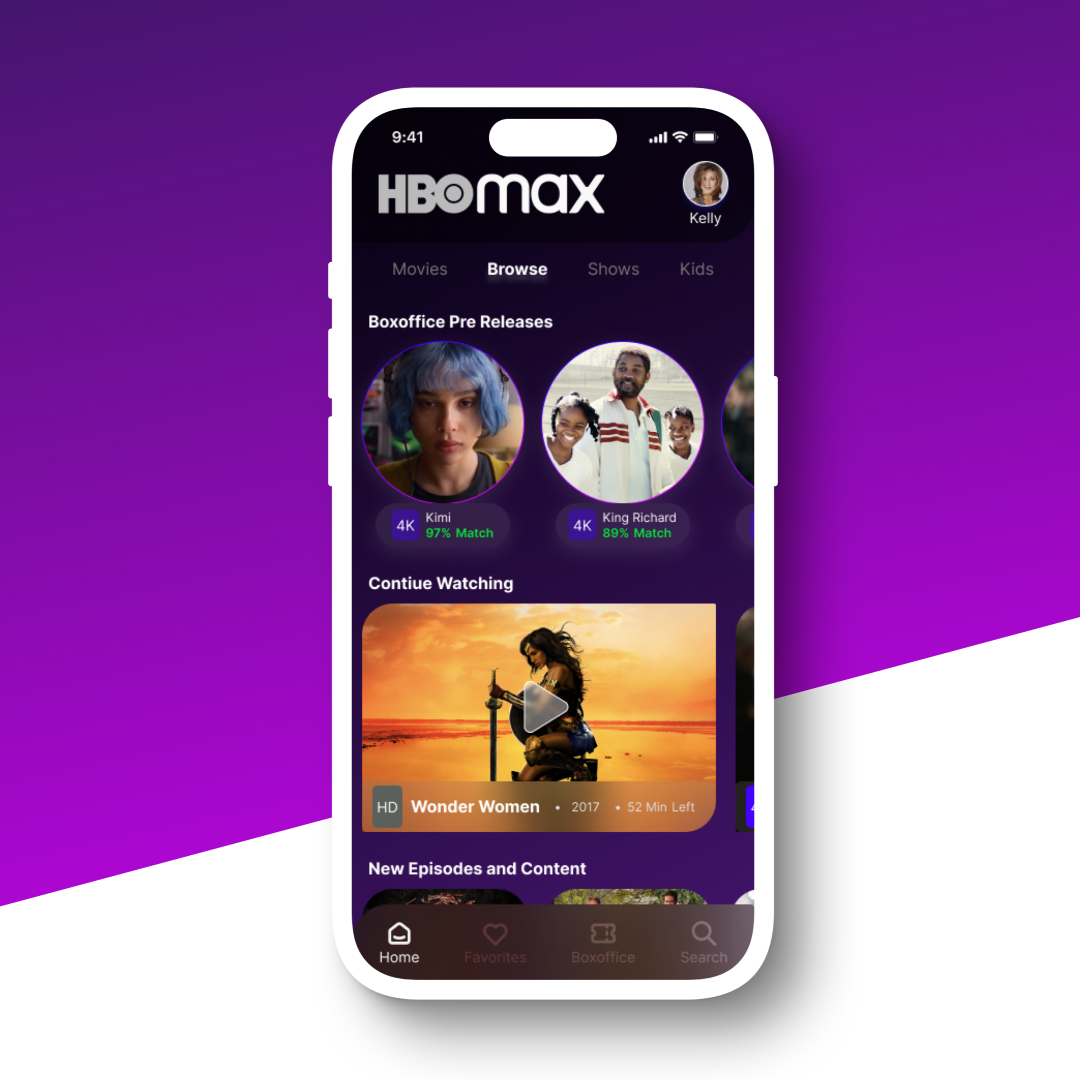 9:41
HBOmax
Kelly
Movies Browse Shows Kids
Boxoffice Pre Releases
4K Kimi 97% Match
4K King Richard 89% Match
Contiue Watching
HD Wonder Women • 2017 • 52 Min Left
New Episodes and Content
Home Favorites Boxoffice Search